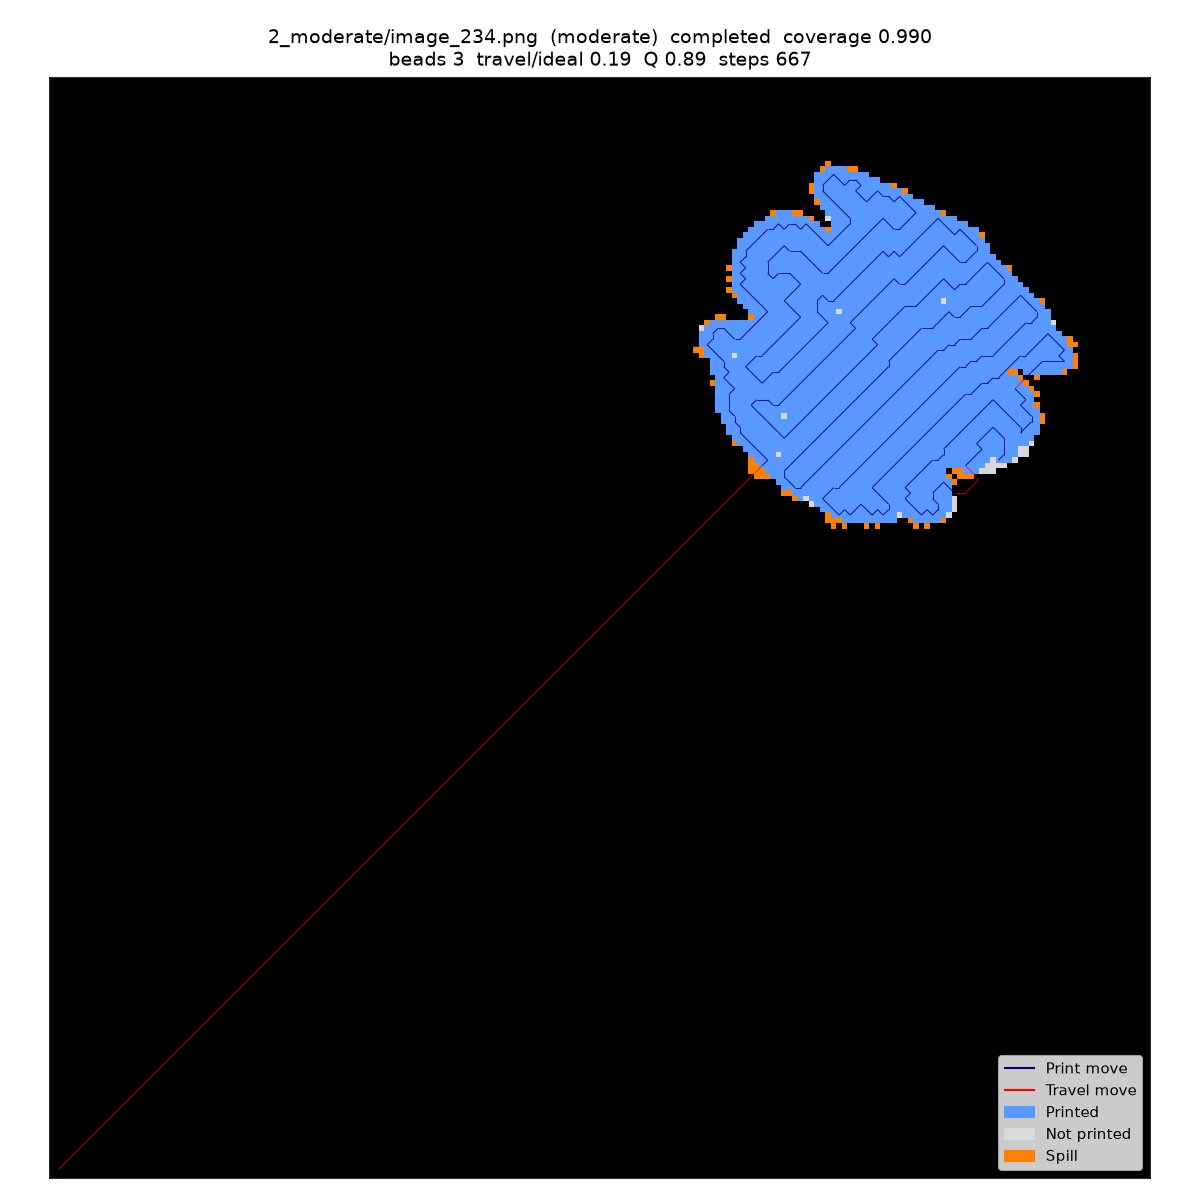 2_moderate/image_234.png  (moderate)  completed  coverage 0.990
beads 3  travel/ideal 0.19  Q 0.89  steps 667
Print move
Travel move
Printed
Not printed
Spill